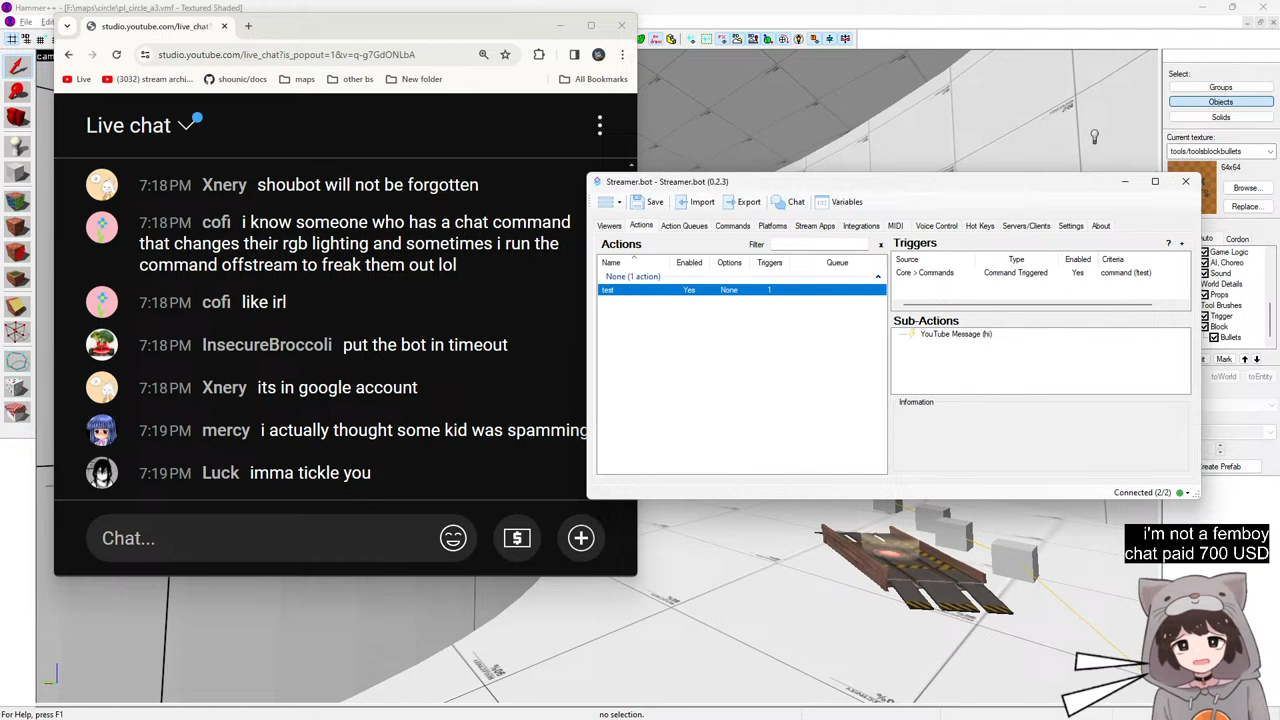 Hammer++ - [F:\maps\circle\pl_circle_a3.vmf - Textured Shaded]
File
studio.youtube.com/live_chat?
studio.youtube.com/live_chat?is_popout=1&v=q-g7GdONLbA
Live
(3032) stream archi...
shounic/docs
maps
other bs
New folder
All Bookmarks
Live chat
7:18 PM Xnery shoubot will not be forgotten
7:18 PM cofi i know someone who has a chat command
that changes their rgb lighting and sometimes i run the
command offstream to freak them out lol
7:18 PM cofi like irl
put the bot in timeout
7:18 PM
7:18 PM Xnery its in google account
7:19 PM mercy i actually thought some kid was spamming
7:19 PM Luck imma tickle you
Chat...
Streamer.bot - Streamer.bot (0.2.3)
Save
Import
Export
Chat
Variables
Viewers
Actions
Action Queues
Commands
Platforms
Stream Apps
Integrations
MIDI
Voice Control
Hot Keys
Servers/Clients
Settings
About
Actions
Filter
x
Name
Enabled
Options
Triggers
Queue
None (1 action)
test
Yes
None
1
Triggers
? +
Source
Type
Enabled
Criteria
Core > Commands
Command Triggered
Yes
command (!test)
Sub-Actions
YouTube Message (hi)
Information
Connected (2/2)
Select:
Groups
Objects
Solids
Current texture:
tools/toolsblockbullets
64x64
Browse...
Replace...
Auto
Cordon
Game Logic
AI, Choreo
Sound
World Details
Props
Tool Brushes
Trigger
Block
Bullets
Mark
toWorld
toEntity
Create Prefab
i'm not a femboy
chat paid 700 USD
For Help, press F1
no selection.